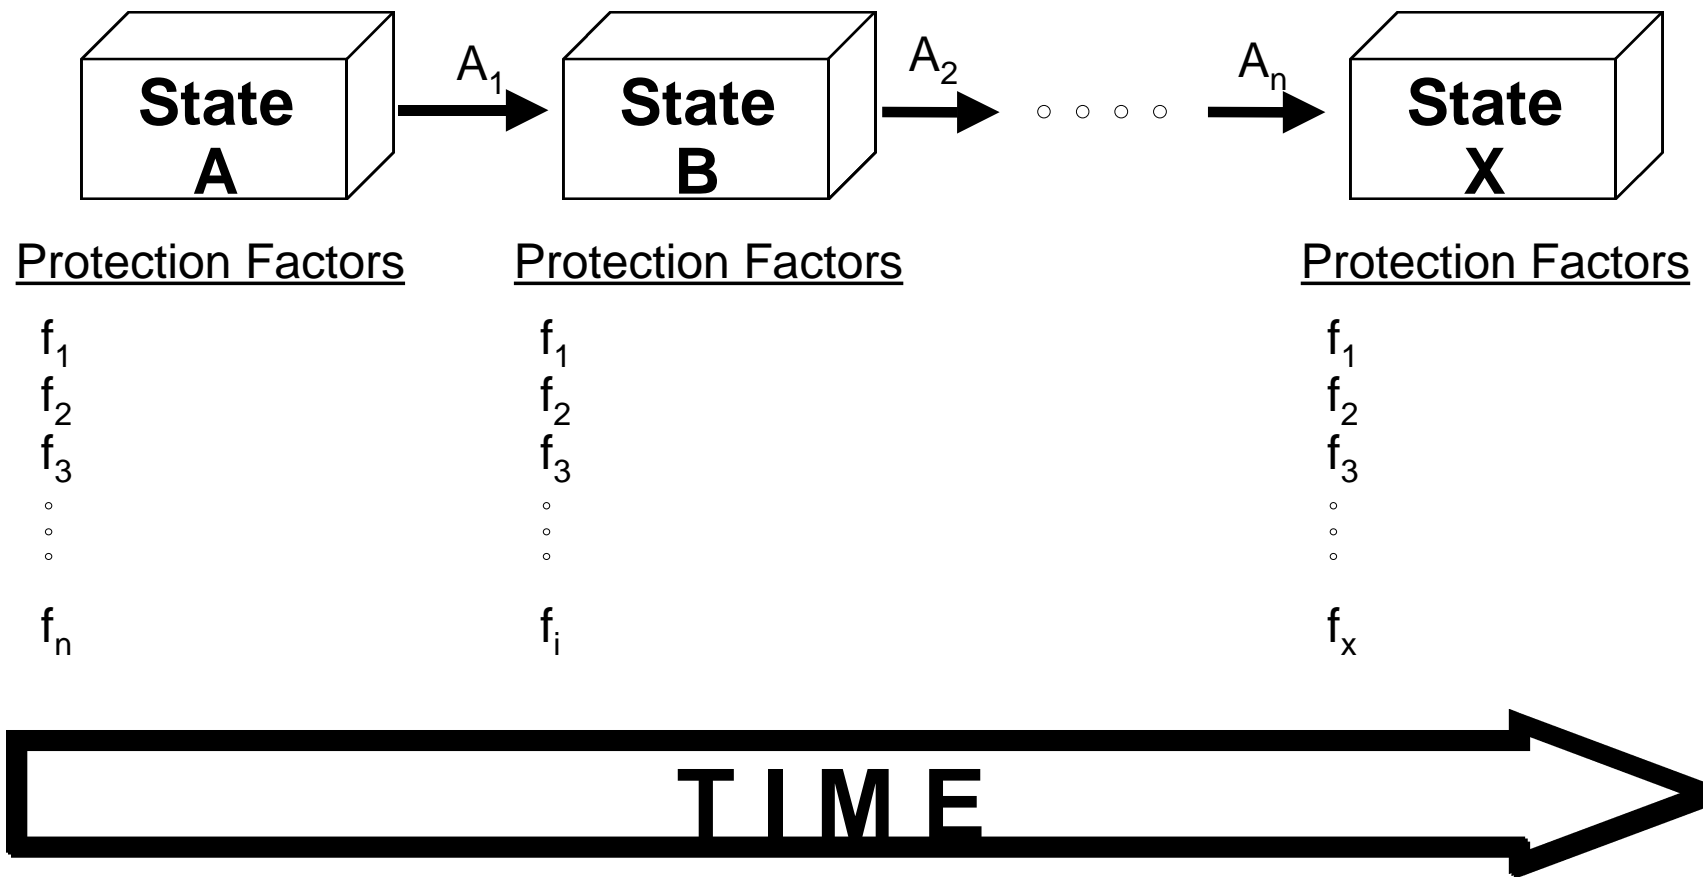 State
A
A₁
State
B
A₂
Aₙ
State
X
Protection Factors
f₁
f₂
f₃
fₙ
Protection Factors
f₁
f₂
f₃
fᵢ
Protection Factors
f₁
f₂
f₃
fₓ
T I M E